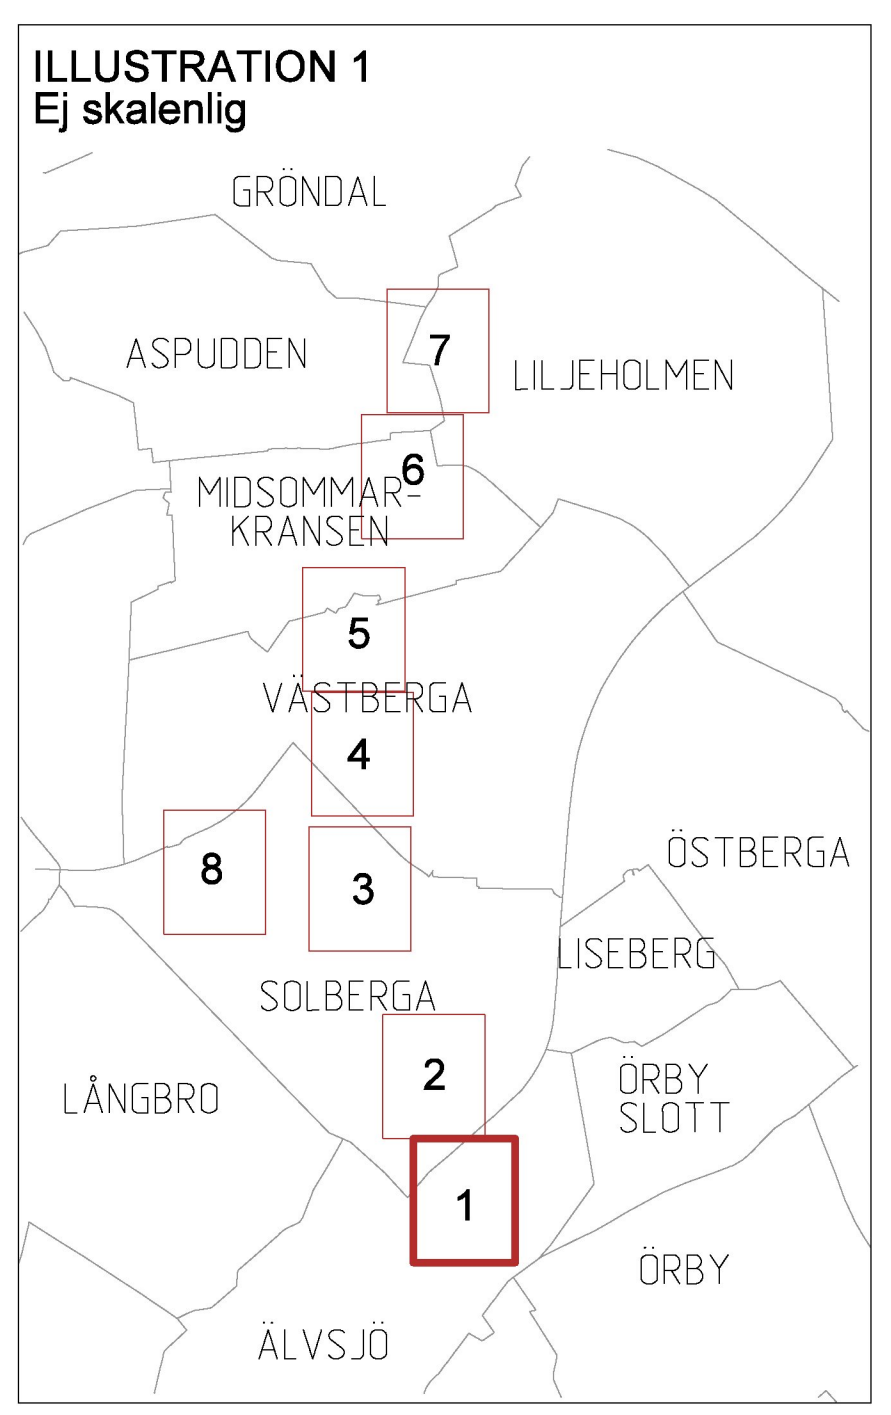 ILLUSTRATION 1
Ej skalenlig
GRÖNDAL
7
ASPUDDEN
LILJEHOLMEN
6
MIDSOMMAR-
KRANSEN
5
VÄSTBERGA
4
ÖSTBERGA
8
3
LISEBERG
SOLBERGA
2
ÖRBY
SLOTT
LÅNGBRO
1
ÖRBY
ÄLVSJÖ